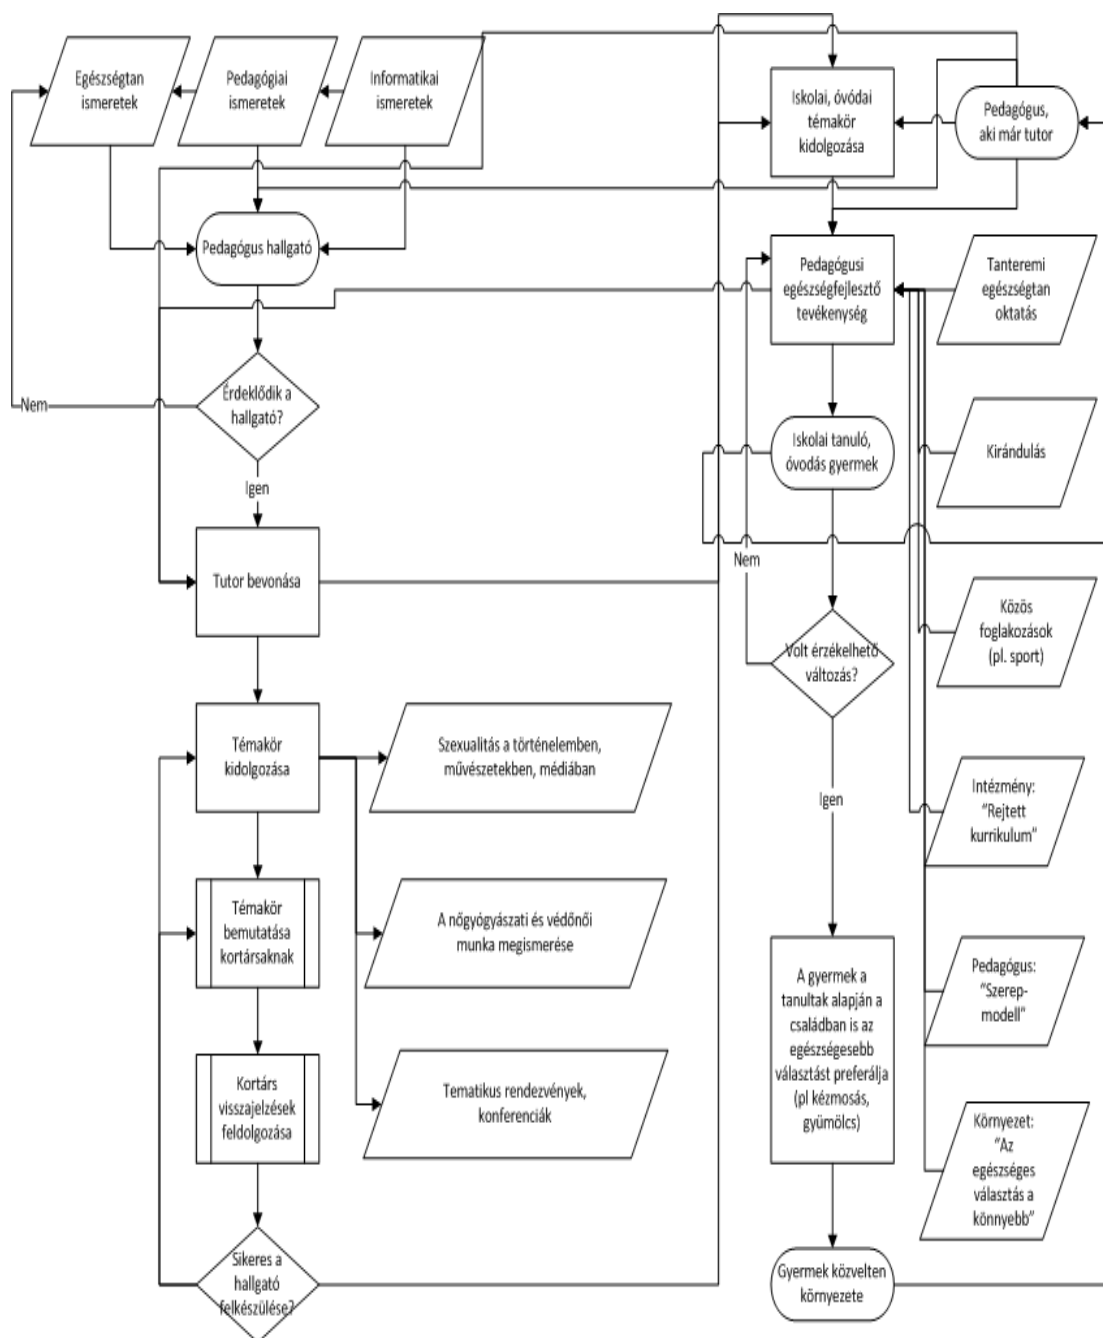 Egészségtan
ismeretek
Pedagógiai
ismeretek
Informatikai
ismeretek
Pedagógus hallgató
Érdeklődik a
hallgató?
Nem
Igen
Tutor bevonása
Témakör
kidolgozása
Szexualitás a történelemben,
művészetekben, médiában
Témakör
bemutatása
kortársaknak
A nőgyógyászati és védőnői
munka megismerése
Kortárs
visszajelzések
feldolgozása
Tematikus rendezvények,
konferenciák
Sikeres a
hallgató
felkészülése?
Iskolai, óvódai
témakör
kidolgozása
Pedagógus,
aki már tutor
Pedagógusi
egészségfejlesztő
tevékenység
Tanteremi
egészségtan
oktatás
Iskolai tanuló,
óvodás gyermek
Kirándulás
Nem
Közös
foglakozások
(pl. sport)
Volt érzékelhető
változás?
Igen
Intézmény:
"Rejtett
kurrikulum"
A gyermek a
tanultak alapján a
családban is az
egészségesebb
választást preferálja
(pl kézmosás,
gyümölcs)
Pedagógus:
"Szerep-
modell"
Környezet:
"Az
egészséges
választás a
könnyebb"
Gyermek közvelten
környezete